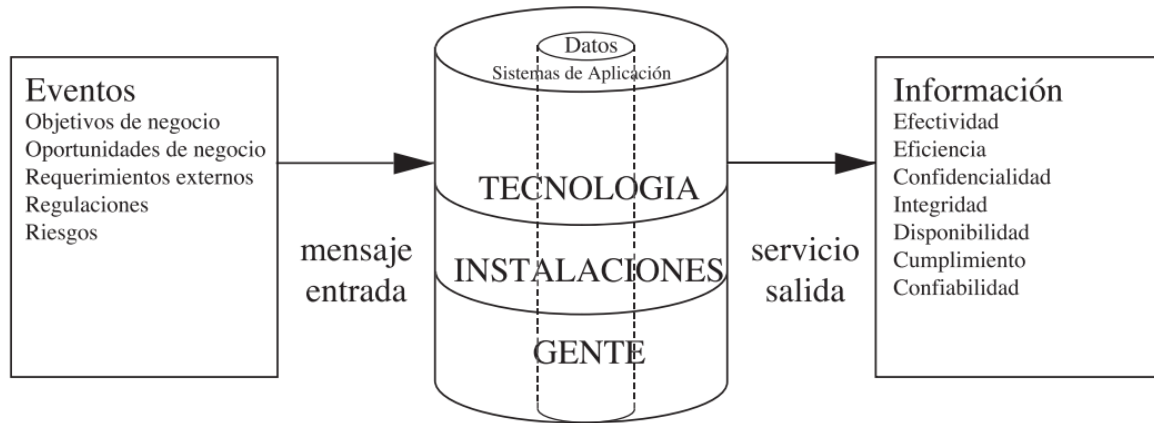 Eventos
Objetivos de negocio
Oportunidades de negocio
Requerimientos externos
Regulaciones
Riesgos
mensaje
entrada
Datos
Sistemas de Aplicación
TECNOLOGIA
INSTALACIONES
GENTE
servicio
salida
Información
Efectividad
Eficiencia
Confidencialidad
Integridad
Disponibilidad
Cumplimiento
Confiabilidad